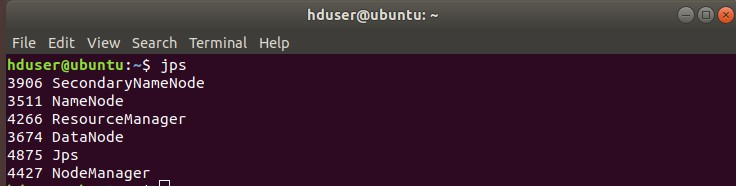 hduser@ubuntu: ~
File Edit View Search Terminal Help
hduser@ubuntu:~$ jps
3906 SecondaryNameNode
3511 NameNode
4266 ResourceManager
3674 DataNode
4875 Jps
4427 NodeManager